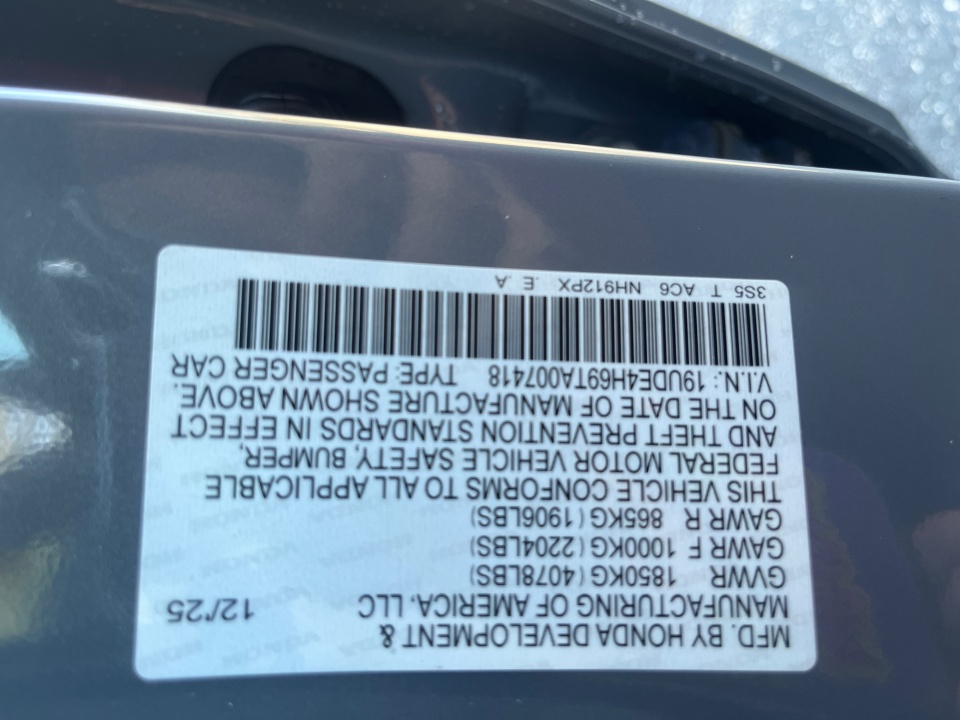 MFD. BY HONDA DEVELOPMENT &
MANUFACTURING OF AMERICA, LLC 12/'25
GVWR 1850KG (4078LBS)
GAWR F 1000KG (2204LBS)
GAWR R 865KG (1906LBS)
THIS VEHICLE CONFORMS TO ALL APPLICABLE
FEDERAL MOTOR VEHICLE SAFETY, BUMPER,
AND THEFT PREVENTION STANDARDS IN EFFECT
ON THE DATE OF MANUFACTURE SHOWN ABOVE.
V.I.N.: 19UDE4H69TA007418 TYPE: PASSENGER CAR
3S5 T AC6 NH912PX .E .A